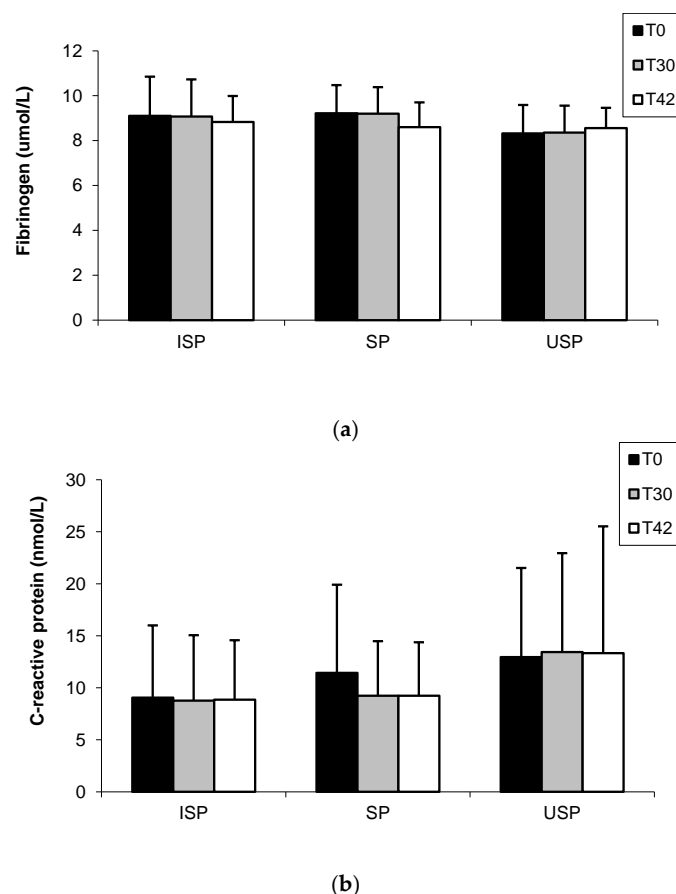 12
10
8
6
4
2
0
Fibrinogen (umol/L)
ISP SP USP
T0
T30
T42
(a)
30
25
20
15
10
5
0
C-reactive protein (nmol/L)
ISP SP USP
T0
T30
T42
(b)